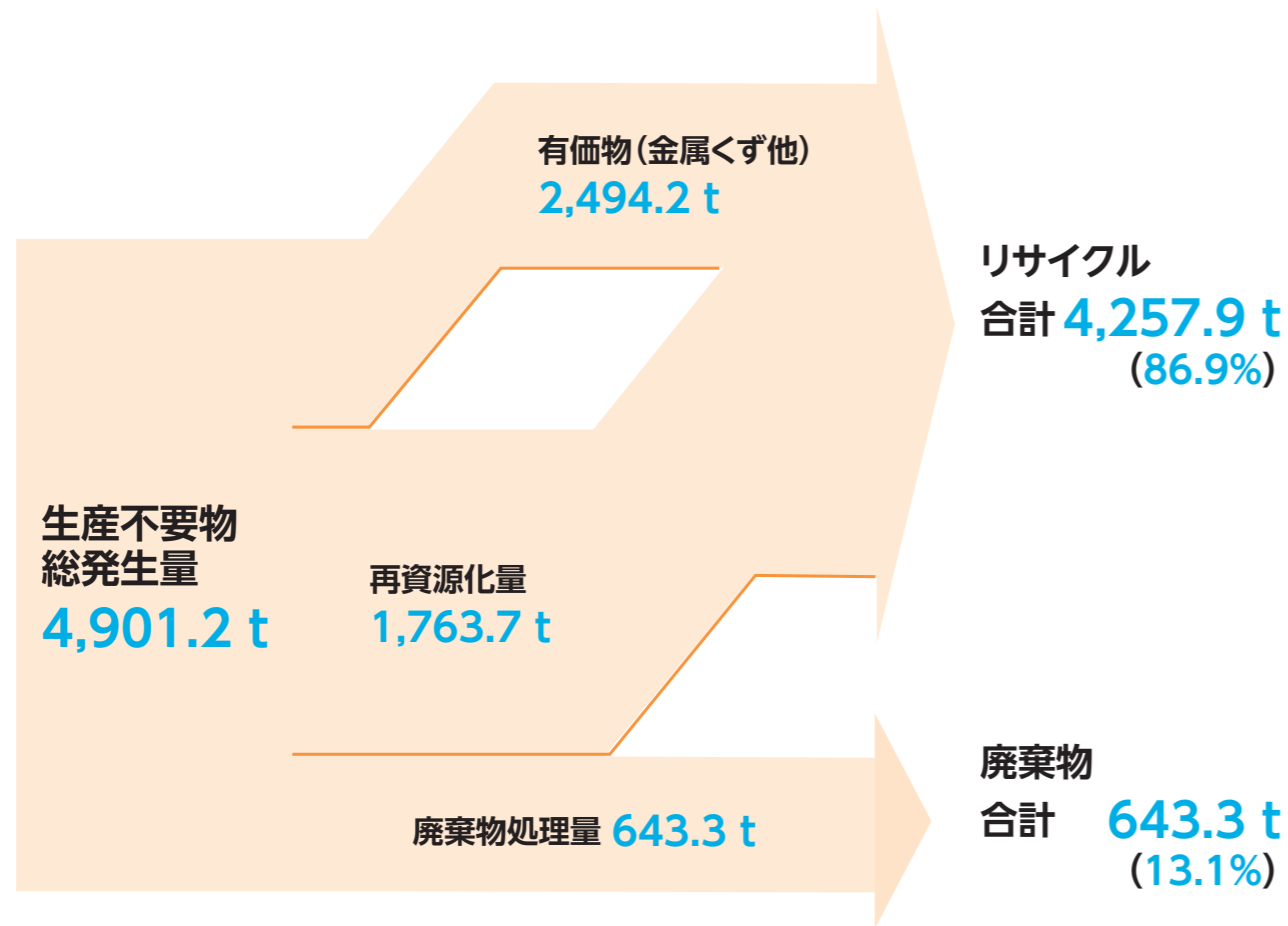 有価物（金属くず他）
2,494.2 t
リサイクル
合計 4,257.9 t
（86.9%）
生産不要物
総発生量
4,901.2 t
再資源化量
1,763.7 t
廃棄物処理量 643.3 t
廃棄物
合計 643.3 t
（13.1%）